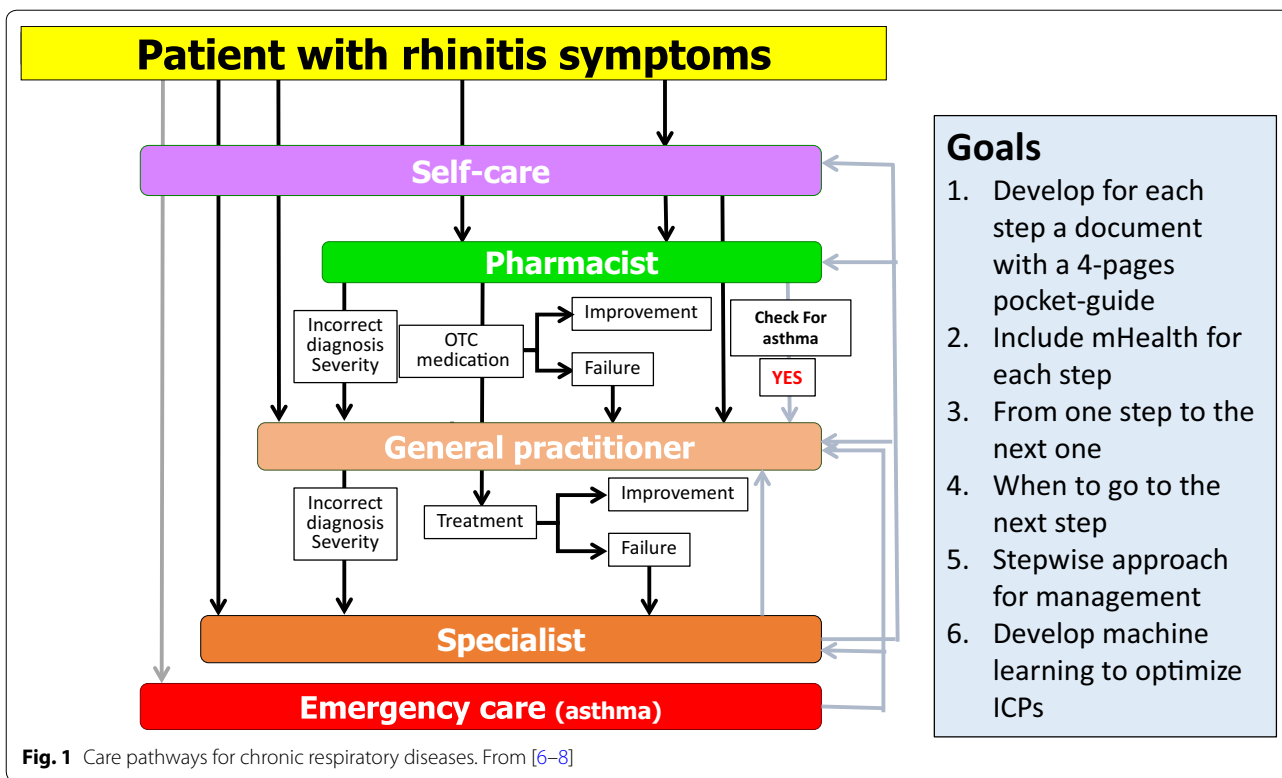 Patient with rhinitis symptoms
Self-care
Pharmacist
Incorrect
diagnosis
Severity
OTC
medication
Improvement
Failure
Check For
asthma
YES
General practitioner
Incorrect
diagnosis
Severity
Treatment
Improvement
Failure
Specialist
Emergency care (asthma)
Goals
1. Develop for each
step a document
with a 4-pages
pocket-guide
2. Include mHealth for
each step
3. From one step to the
next one
4. When to go to the
next step
5. Stepwise approach
for management
6. Develop machine
learning to optimize
ICPs
Fig. 1 Care pathways for chronic respiratory diseases. From [6–8]